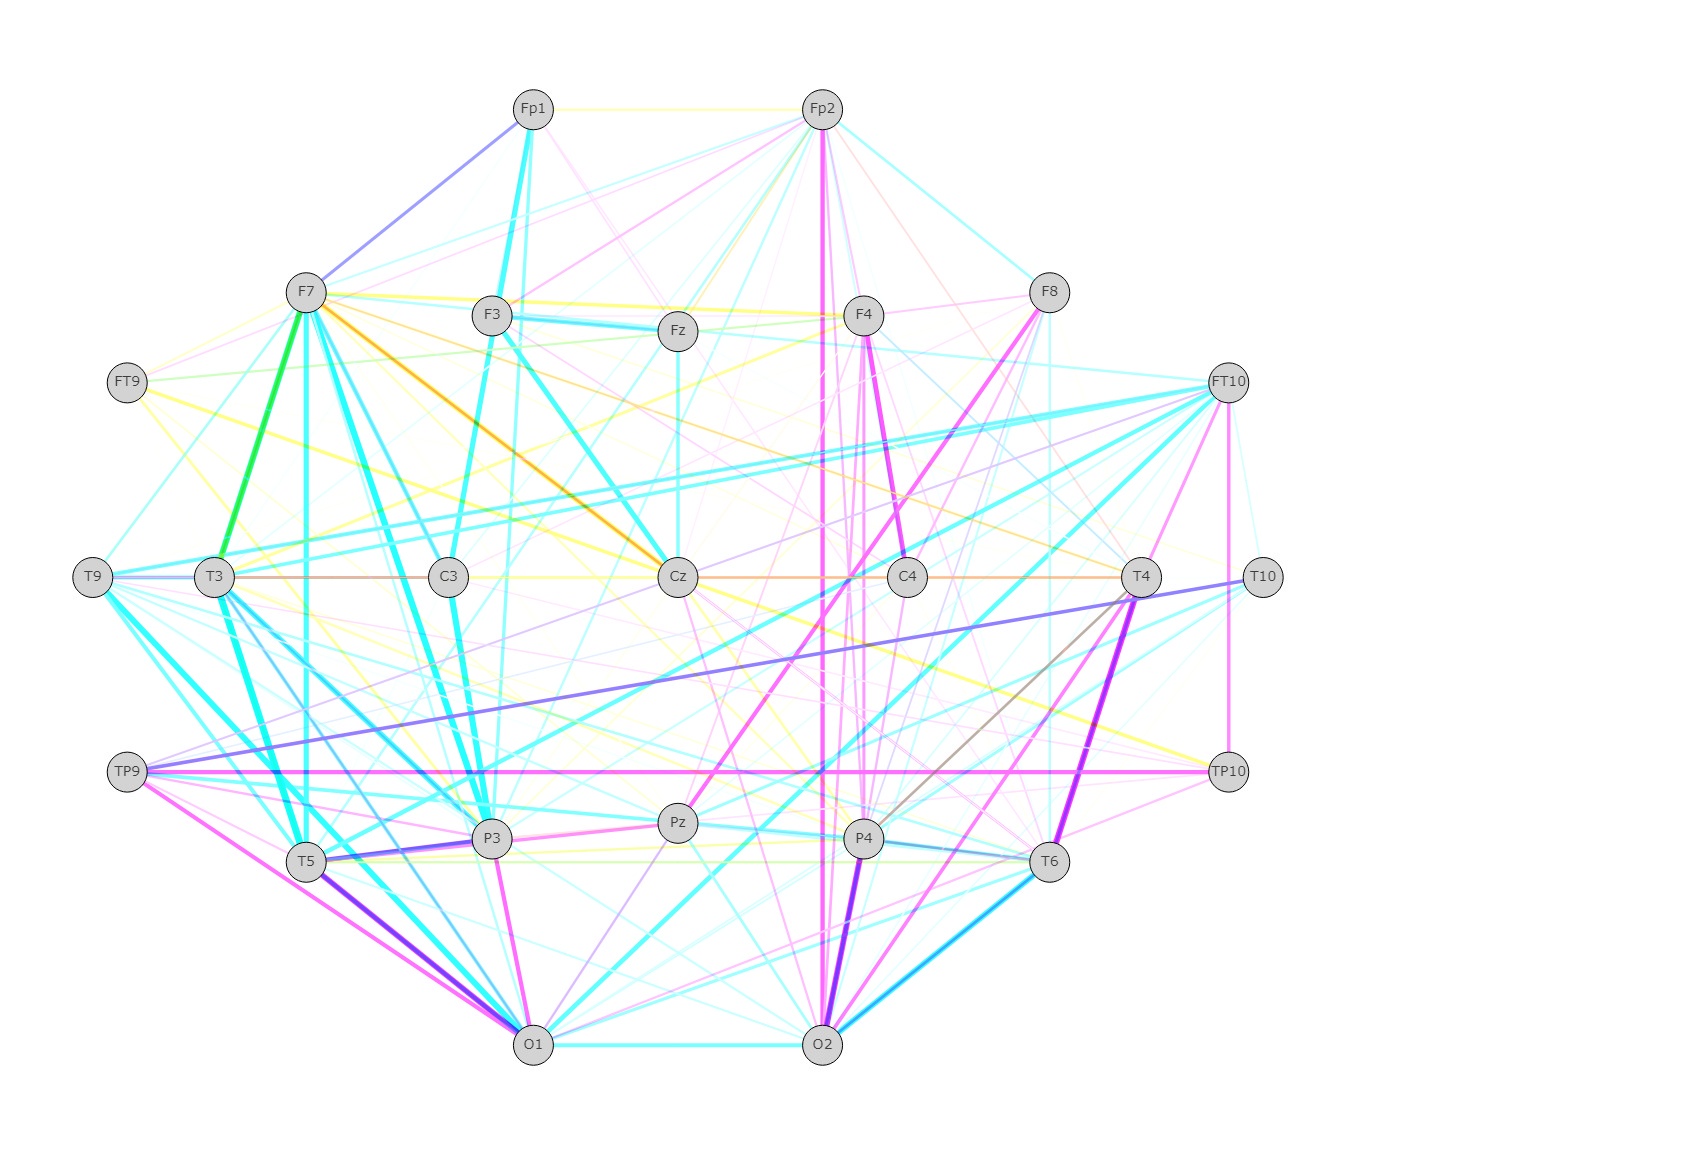 Fp1 Fp2
F7 F3 Fz F4 F8
FT9 FT10
T9 T3 C3 Cz C4 T4 T10
TP9 TP10
T5 P3 Pz P4 T6
O1 O2